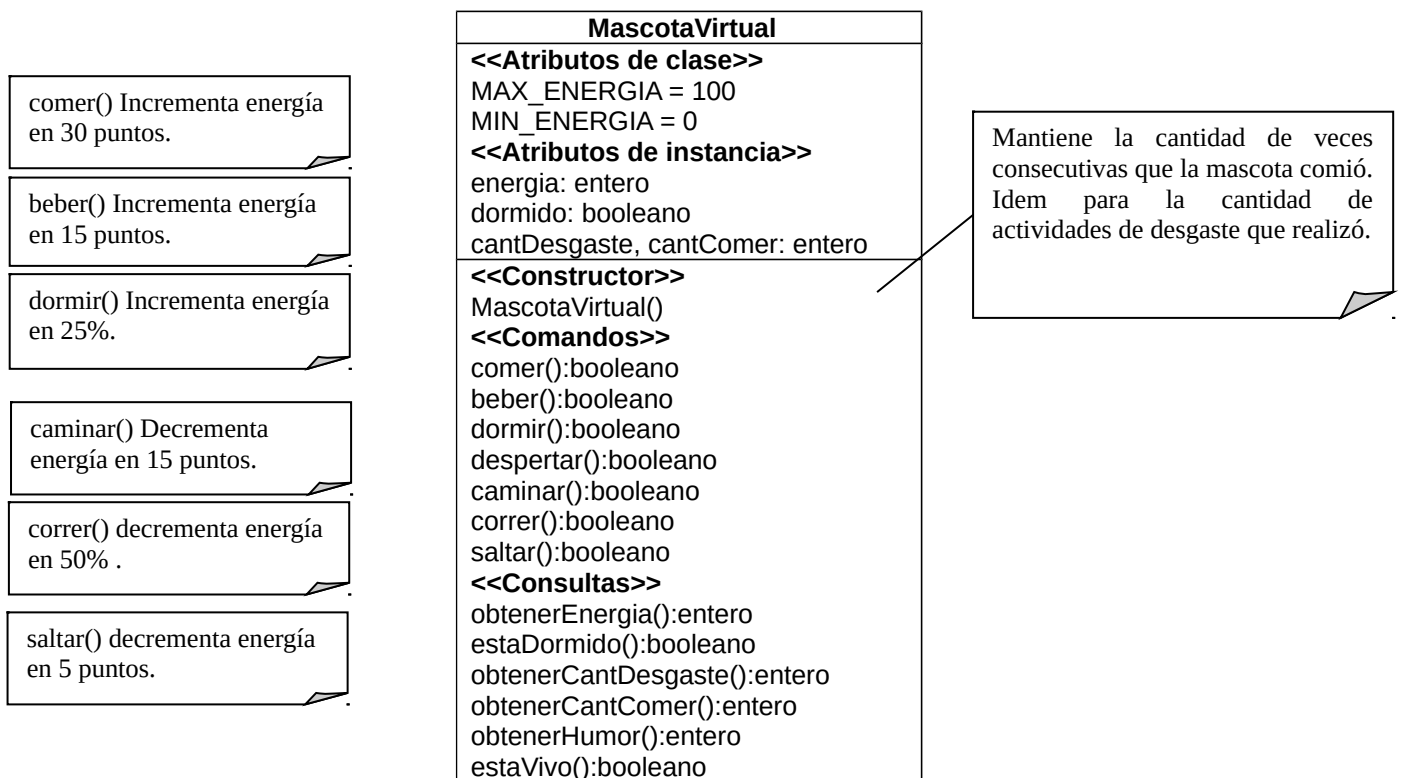 comer() Incrementa energía
en 30 puntos.
beber() Incrementa energía
en 15 puntos.
dormir() Incrementa energía
en 25%.
caminar() Decrementa
energía en 15 puntos.
correr() decrementa energía
en 50% .
saltar() decrementa energía
en 5 puntos.
MascotaVirtual
<<Atributos de clase>>
MAX_ENERGIA = 100
MIN_ENERGIA = 0
<<Atributos de instancia>>
energia: entero
dormido: booleano
cantDesgaste, cantComer: entero
<<Constructor>>
MascotaVirtual()
<<Comandos>>
comer():booleano
beber():booleano
dormir():booleano
despertar():booleano
caminar():booleano
correr():booleano
saltar():booleano
<<Consultas>>
obtenerEnergia():entero
estaDormido():booleano
obtenerCantDesgaste():entero
obtenerCantComer():entero
obtenerHumor():entero
estaVivo():booleano
Mantiene la cantidad de veces
consecutivas que la mascota comió.
Idem para la cantidad de
actividades de desgaste que realizó.